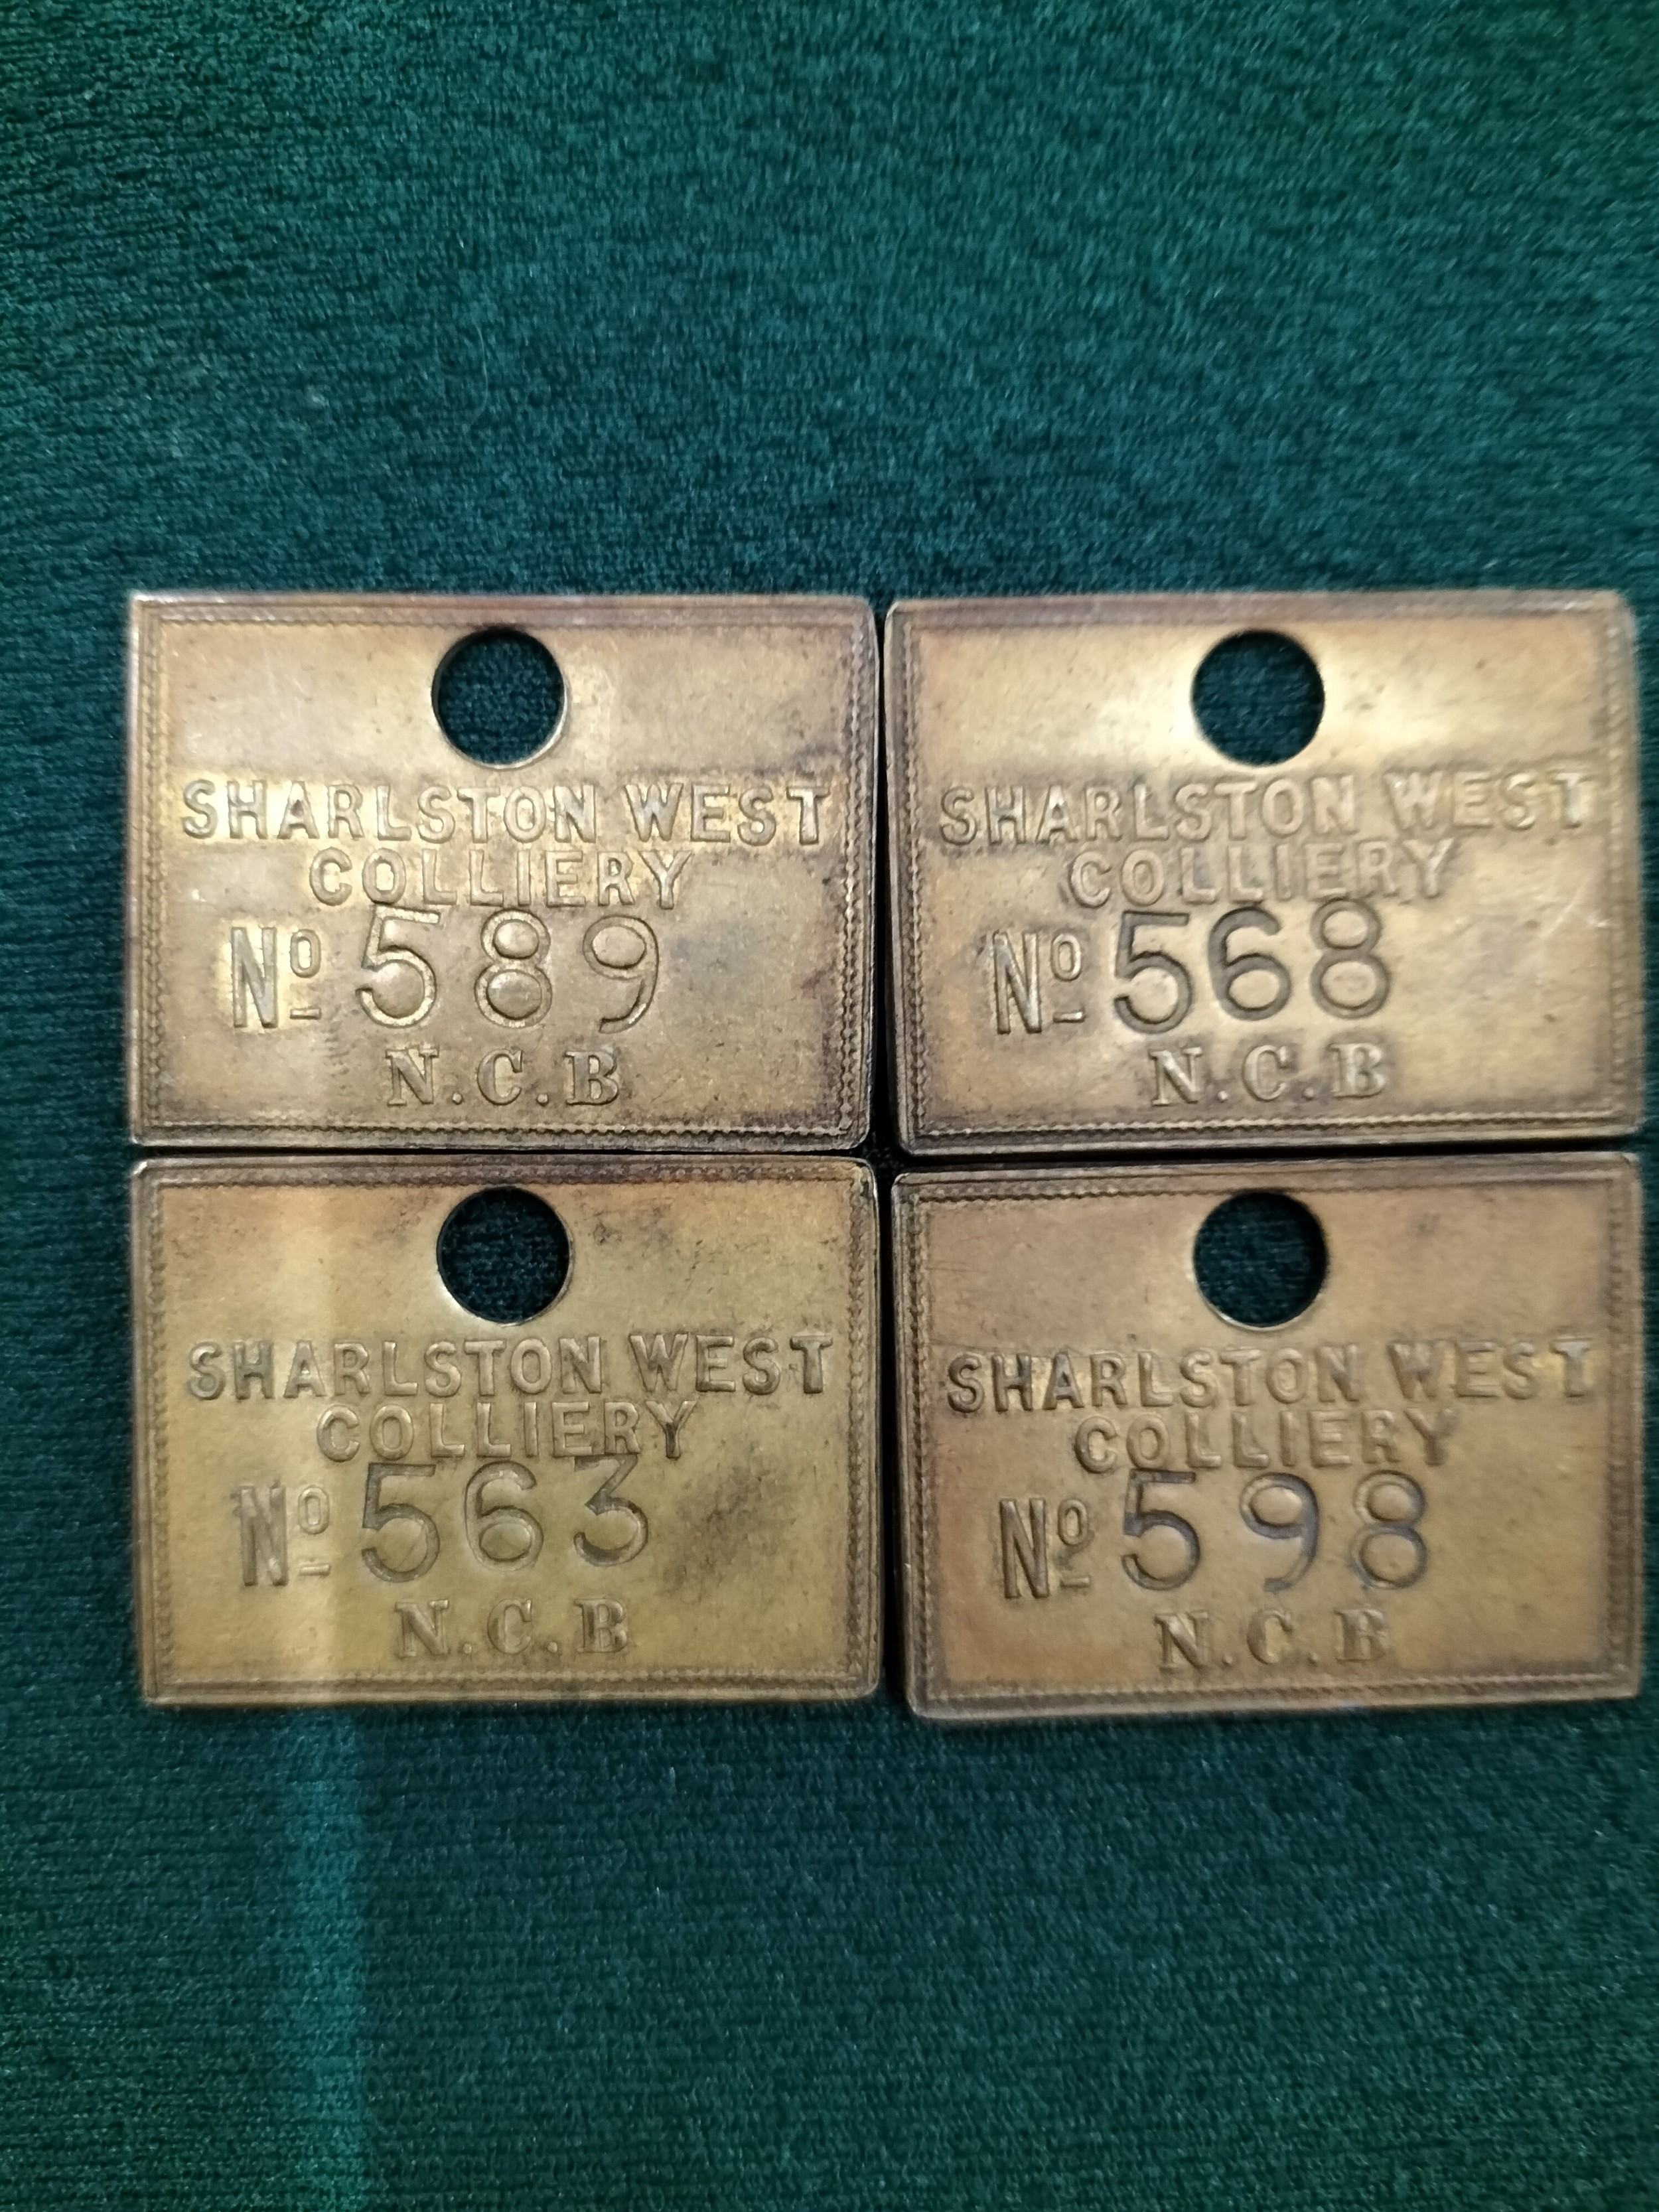 SHARLSTON WEST
COLLIERY
Nº 589
N.C.B
SHARLSTON WEST
COLLIERY
Nº 568
N.C.B
SHARLSTON WEST
COLLIERY
Nº 563
N.C.B
SHARLSTON WEST
COLLIERY
Nº 598
N.C.B